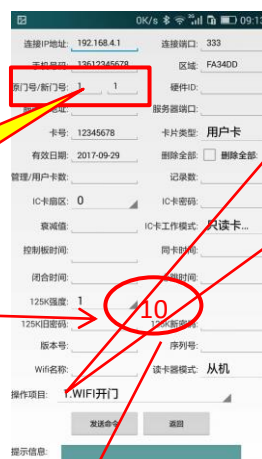 0K/s 09:13
连接IP地址: 192.168.4.1 连接端口: 333
手机号码: 13612345678 区域: FA34DD
原门号/新门号: 1 1 硬件ID:
服务器端口:
卡号: 12345678 卡片类型: 用户卡
有效日期: 2017-09-29 删除全部: 删除全部
管理/用户卡数: 记录数:
IC卡扇区: 0 IC卡密码:
衰减值: IC卡工作模式: 只读卡...
控制板时间: 同卡时间:
闭合时间:
125K强度: 1 10
125K旧密码: 125K新密码:
版本号: 序列号:
Wifi名称: 读卡器模式: 从机
操作项目: 1.WIFI开门
发送命令 返回
提示信息: